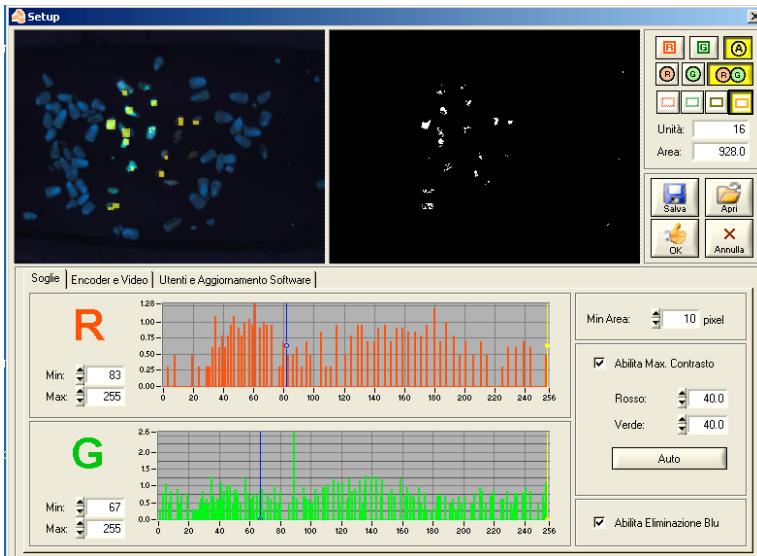 Setup
R G A
R G R G
Unità: 16
Area: 928.0
Salva Apri
OK Annulla
Soglie Encoder e Video Utenti e Aggiornamento Software
R
Min: 83
Max: 255
1.28
1.00
0.75
0.50
0.25
0.00
0 20 40 60 80 100 120 140 160 180 200 220 240 256
G
Min: 67
Max: 255
2.6
2.0
1.5
1.0
0.5
0.0
0 20 40 60 80 100 120 140 160 180 200 220 240 256
Min Area: 10 pixel
Abilita Max. Contrasto
Rosso: 40.0
Verde: 40.0
Auto
Abilita Eliminazione Blu